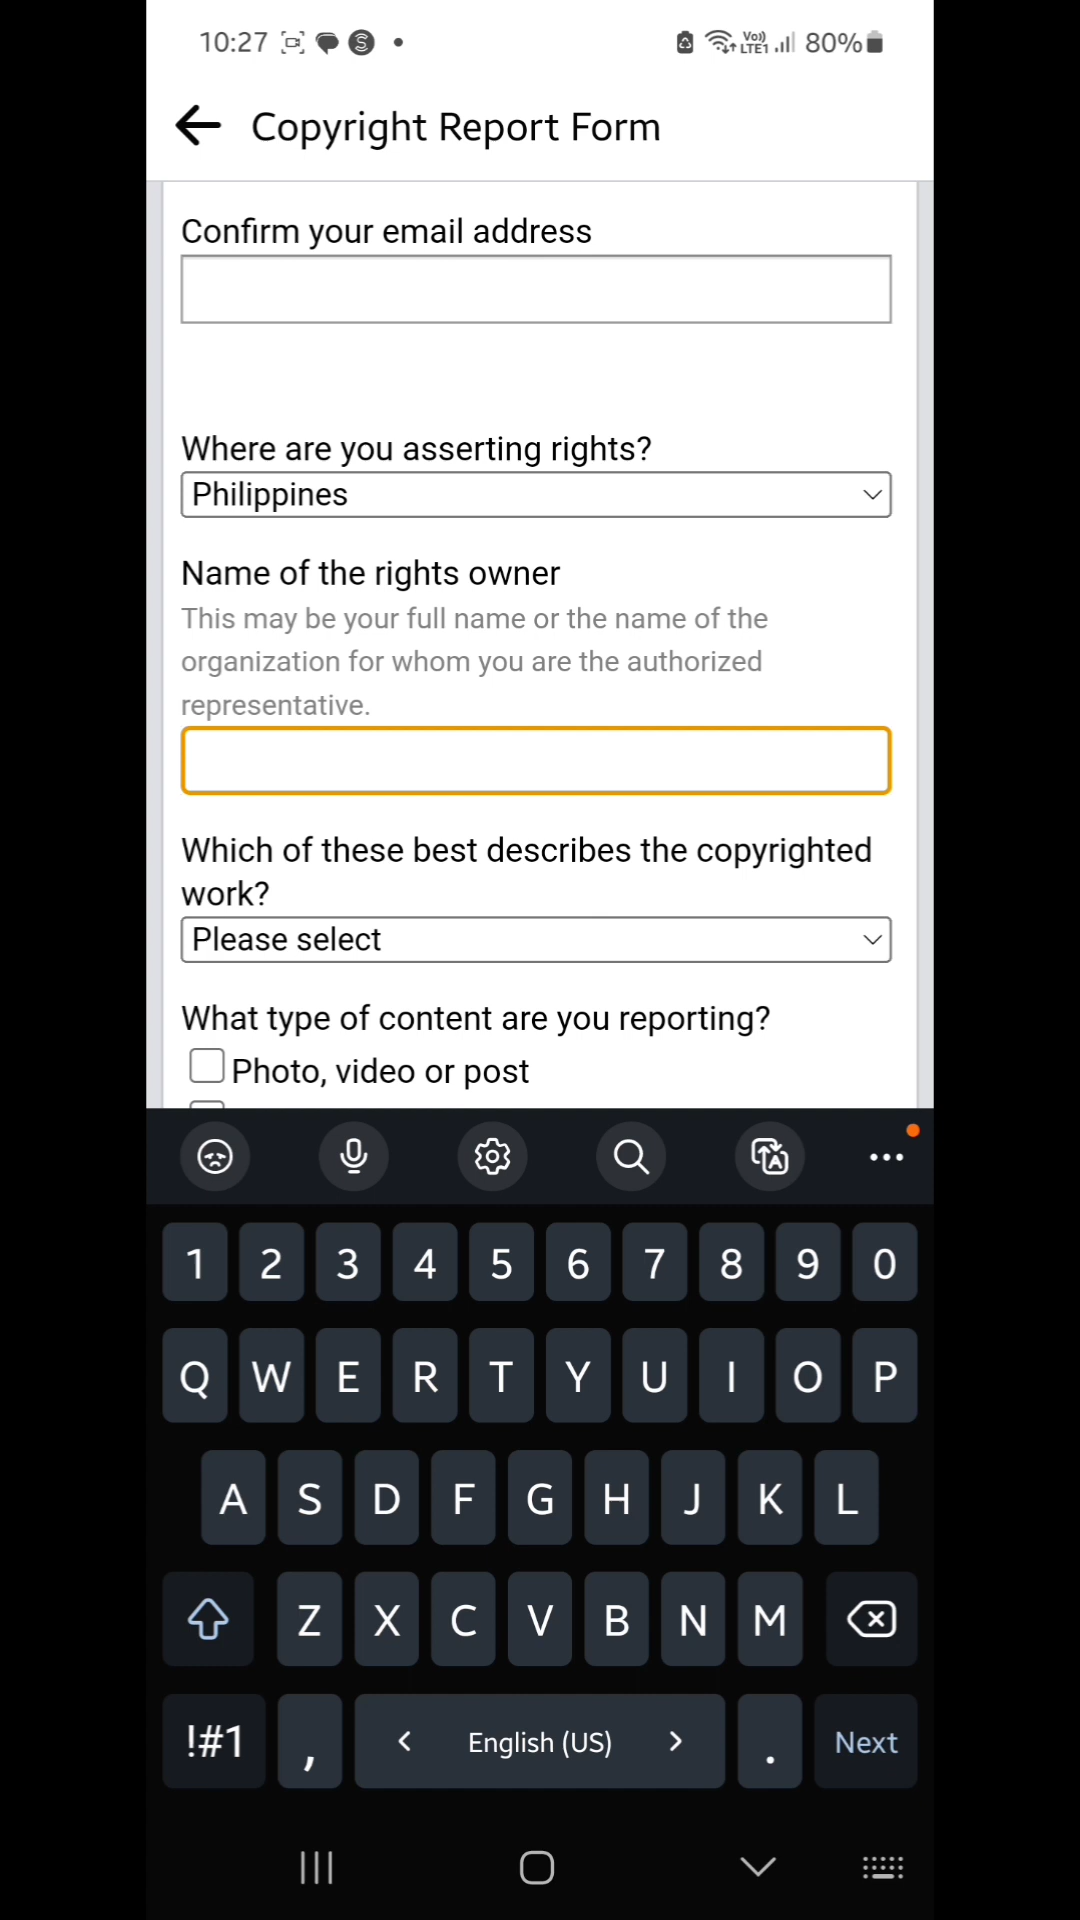 10:27 S • Vo)) LTE1 80%
Copyright Report Form
Confirm your email address
Where are you asserting rights?
Philippines
Name of the rights owner
This may be your full name or the name of the
organization for whom you are the authorized
representative.
Which of these best describes the copyrighted
work?
Please select
What type of content are you reporting?
Photo, video or post
1 2 3 4 5 6 7 8 9 0
Q W E R T Y U I O P
A S D F G H J K L
Z X C V B N M
!#1 , < English (US) > . Next